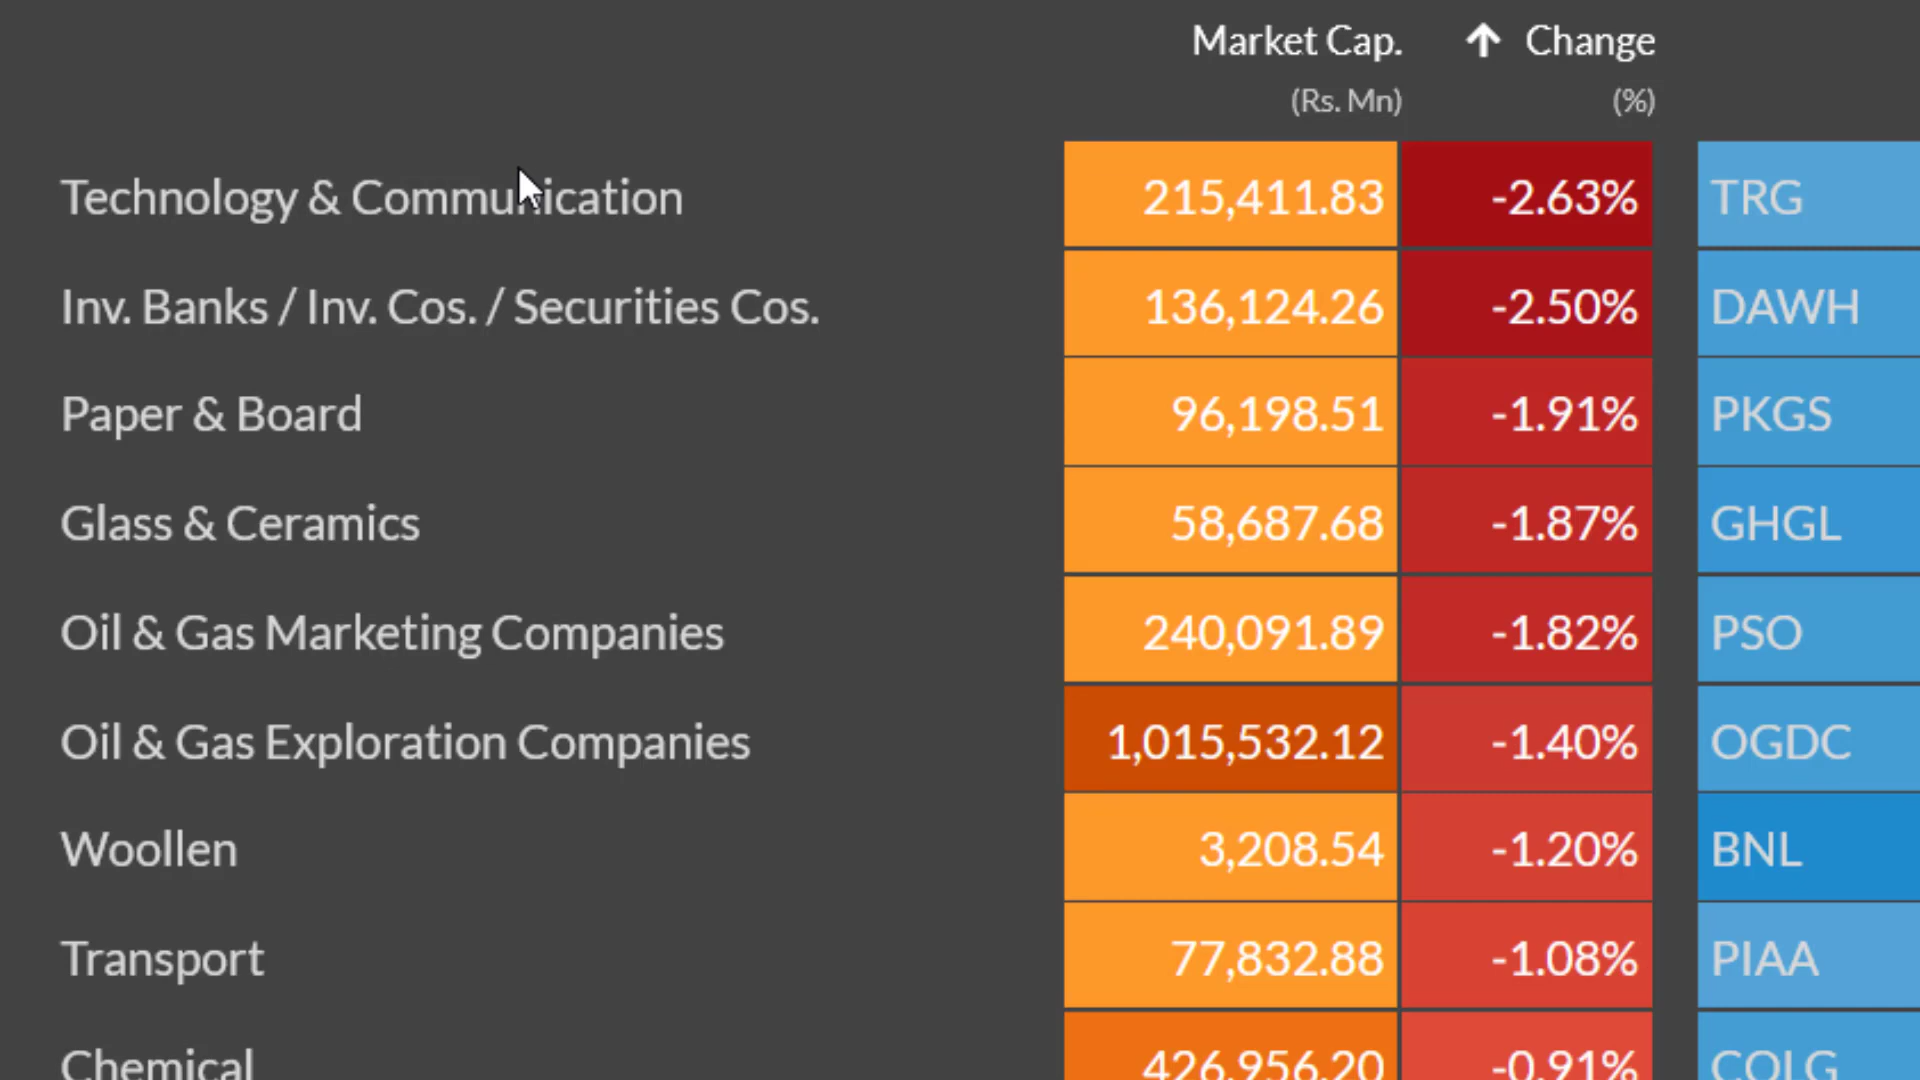 Market Cap. ↑ Change
(Rs. Mn) (%)
Technology & Communication 215,411.83 -2.63% TRG
Inv. Banks / Inv. Cos. / Securities Cos. 136,124.26 -2.50% DAWH
Paper & Board 96,198.51 -1.91% PKGS
Glass & Ceramics 58,687.68 -1.87% GHGL
Oil & Gas Marketing Companies 240,091.89 -1.82% PSO
Oil & Gas Exploration Companies 1,015,532.12 -1.40% OGDC
Woollen 3,208.54 -1.20% BNL
Transport 77,832.88 -1.08% PIAA
Chemical 426,956.20 -0.91% COLG